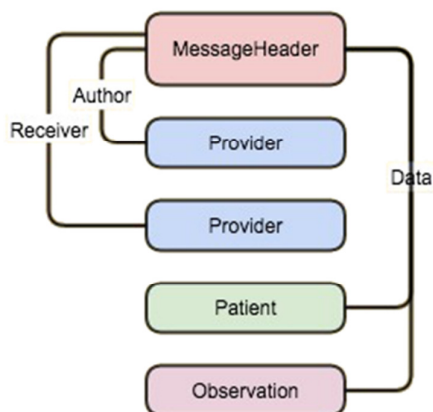 MessageHeader
Author
Receiver
Provider
Data
Provider
Patient
Observation